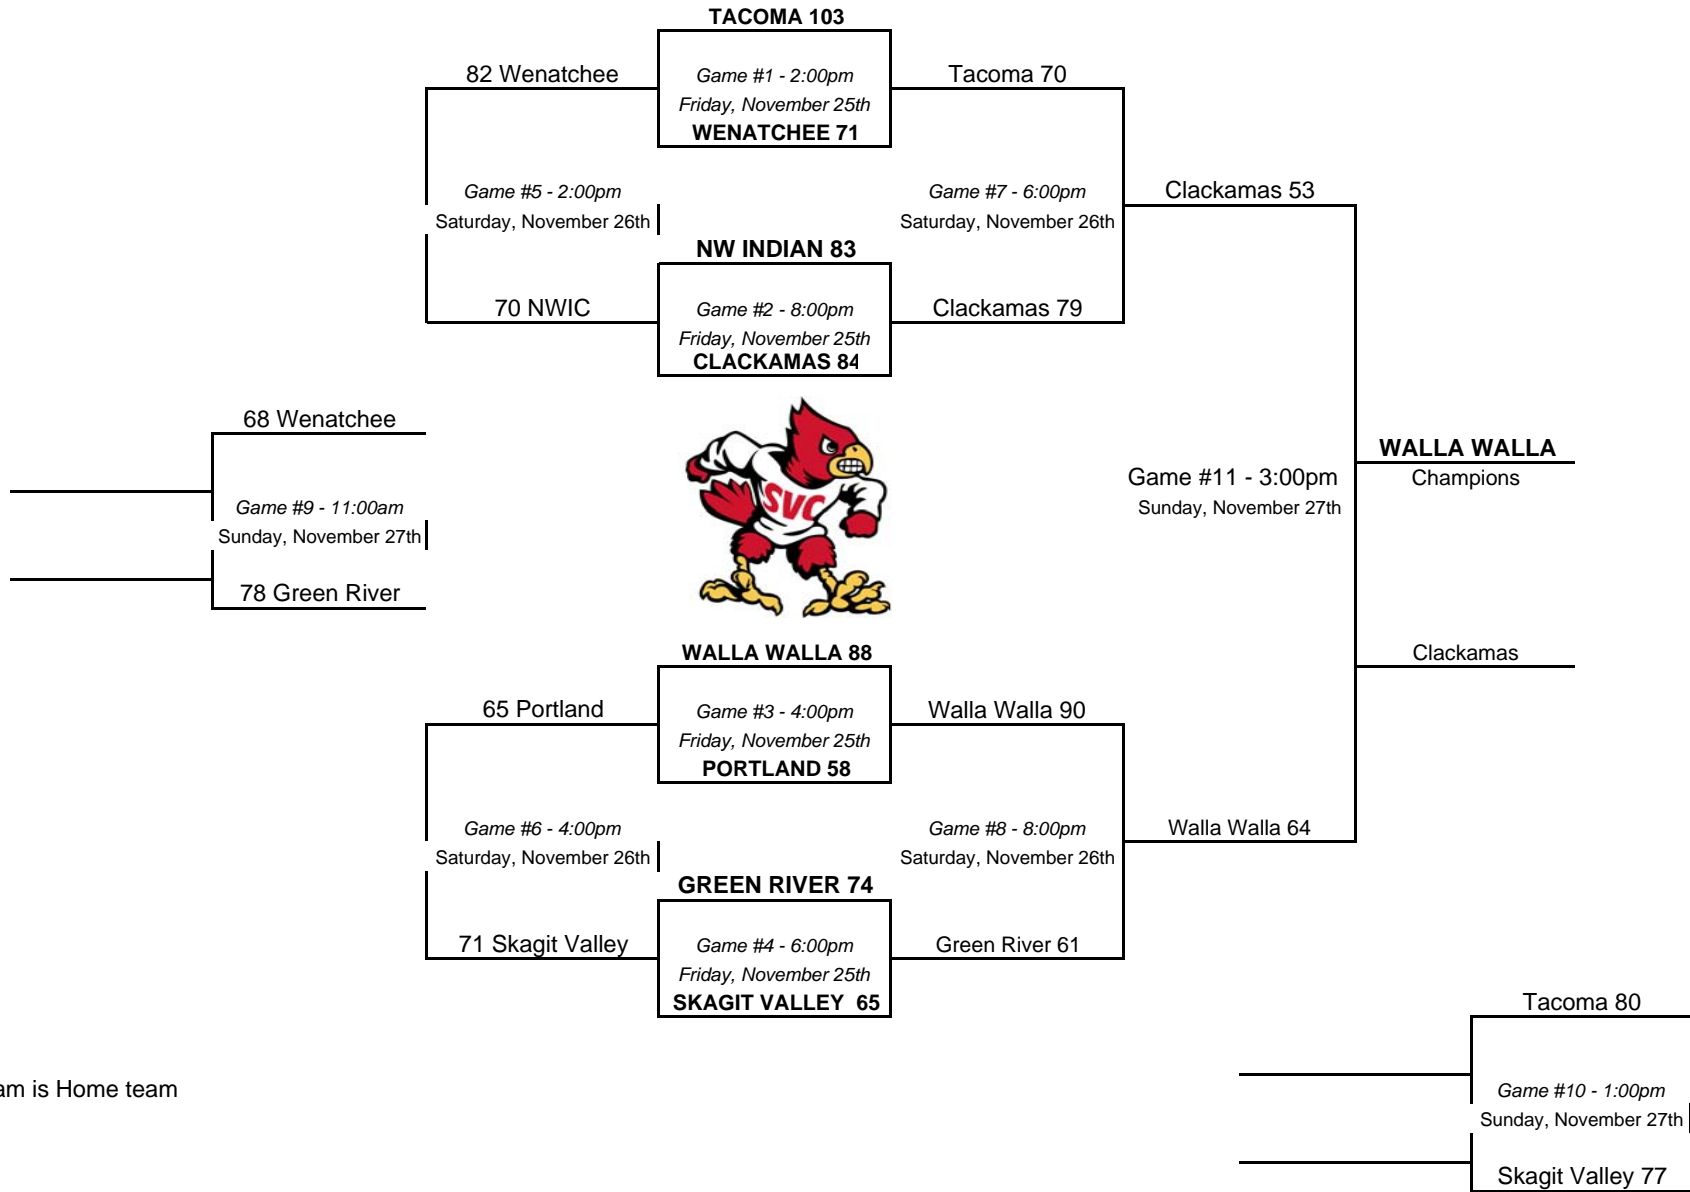 TACOMA 103
82 Wenatchee
Game #1 - 2:00pm
Tacoma 70
Friday, November 25th
WENATCHEE 71
Game #5 - 2:00pm
Game #7 - 6:00pm
Clackamas 53
Saturday, November 26th
Saturday, November 26th
NW INDIAN 83
70 NWIC
Game #2 - 8:00pm
Clackamas 79
Friday, November 25th
CLACKAMAS 84
68 Wenatchee
WALLA WALLA
Game #11 - 3:00pm
Champions
Game #9 - 11:00am
Sunday, November 27th
Sunday, November 27th
SVC
78 Green River
WALLA WALLA 88
Clackamas
65 Portland
Game #3 - 4:00pm
Walla Walla 90
Friday, November 25th
PORTLAND 58
Game #6 - 4:00pm
Game #8 - 8:00pm
Walla Walla 64
Saturday, November 26th
Saturday, November 26th
GREEN RIVER 74
71 Skagit Valley
Game #4 - 6:00pm
Green River 61
Friday, November 25th
SKAGIT VALLEY 65
Tacoma 80
am is Home team
Game #10 - 1:00pm
Sunday, November 27th
Skagit Valley 77